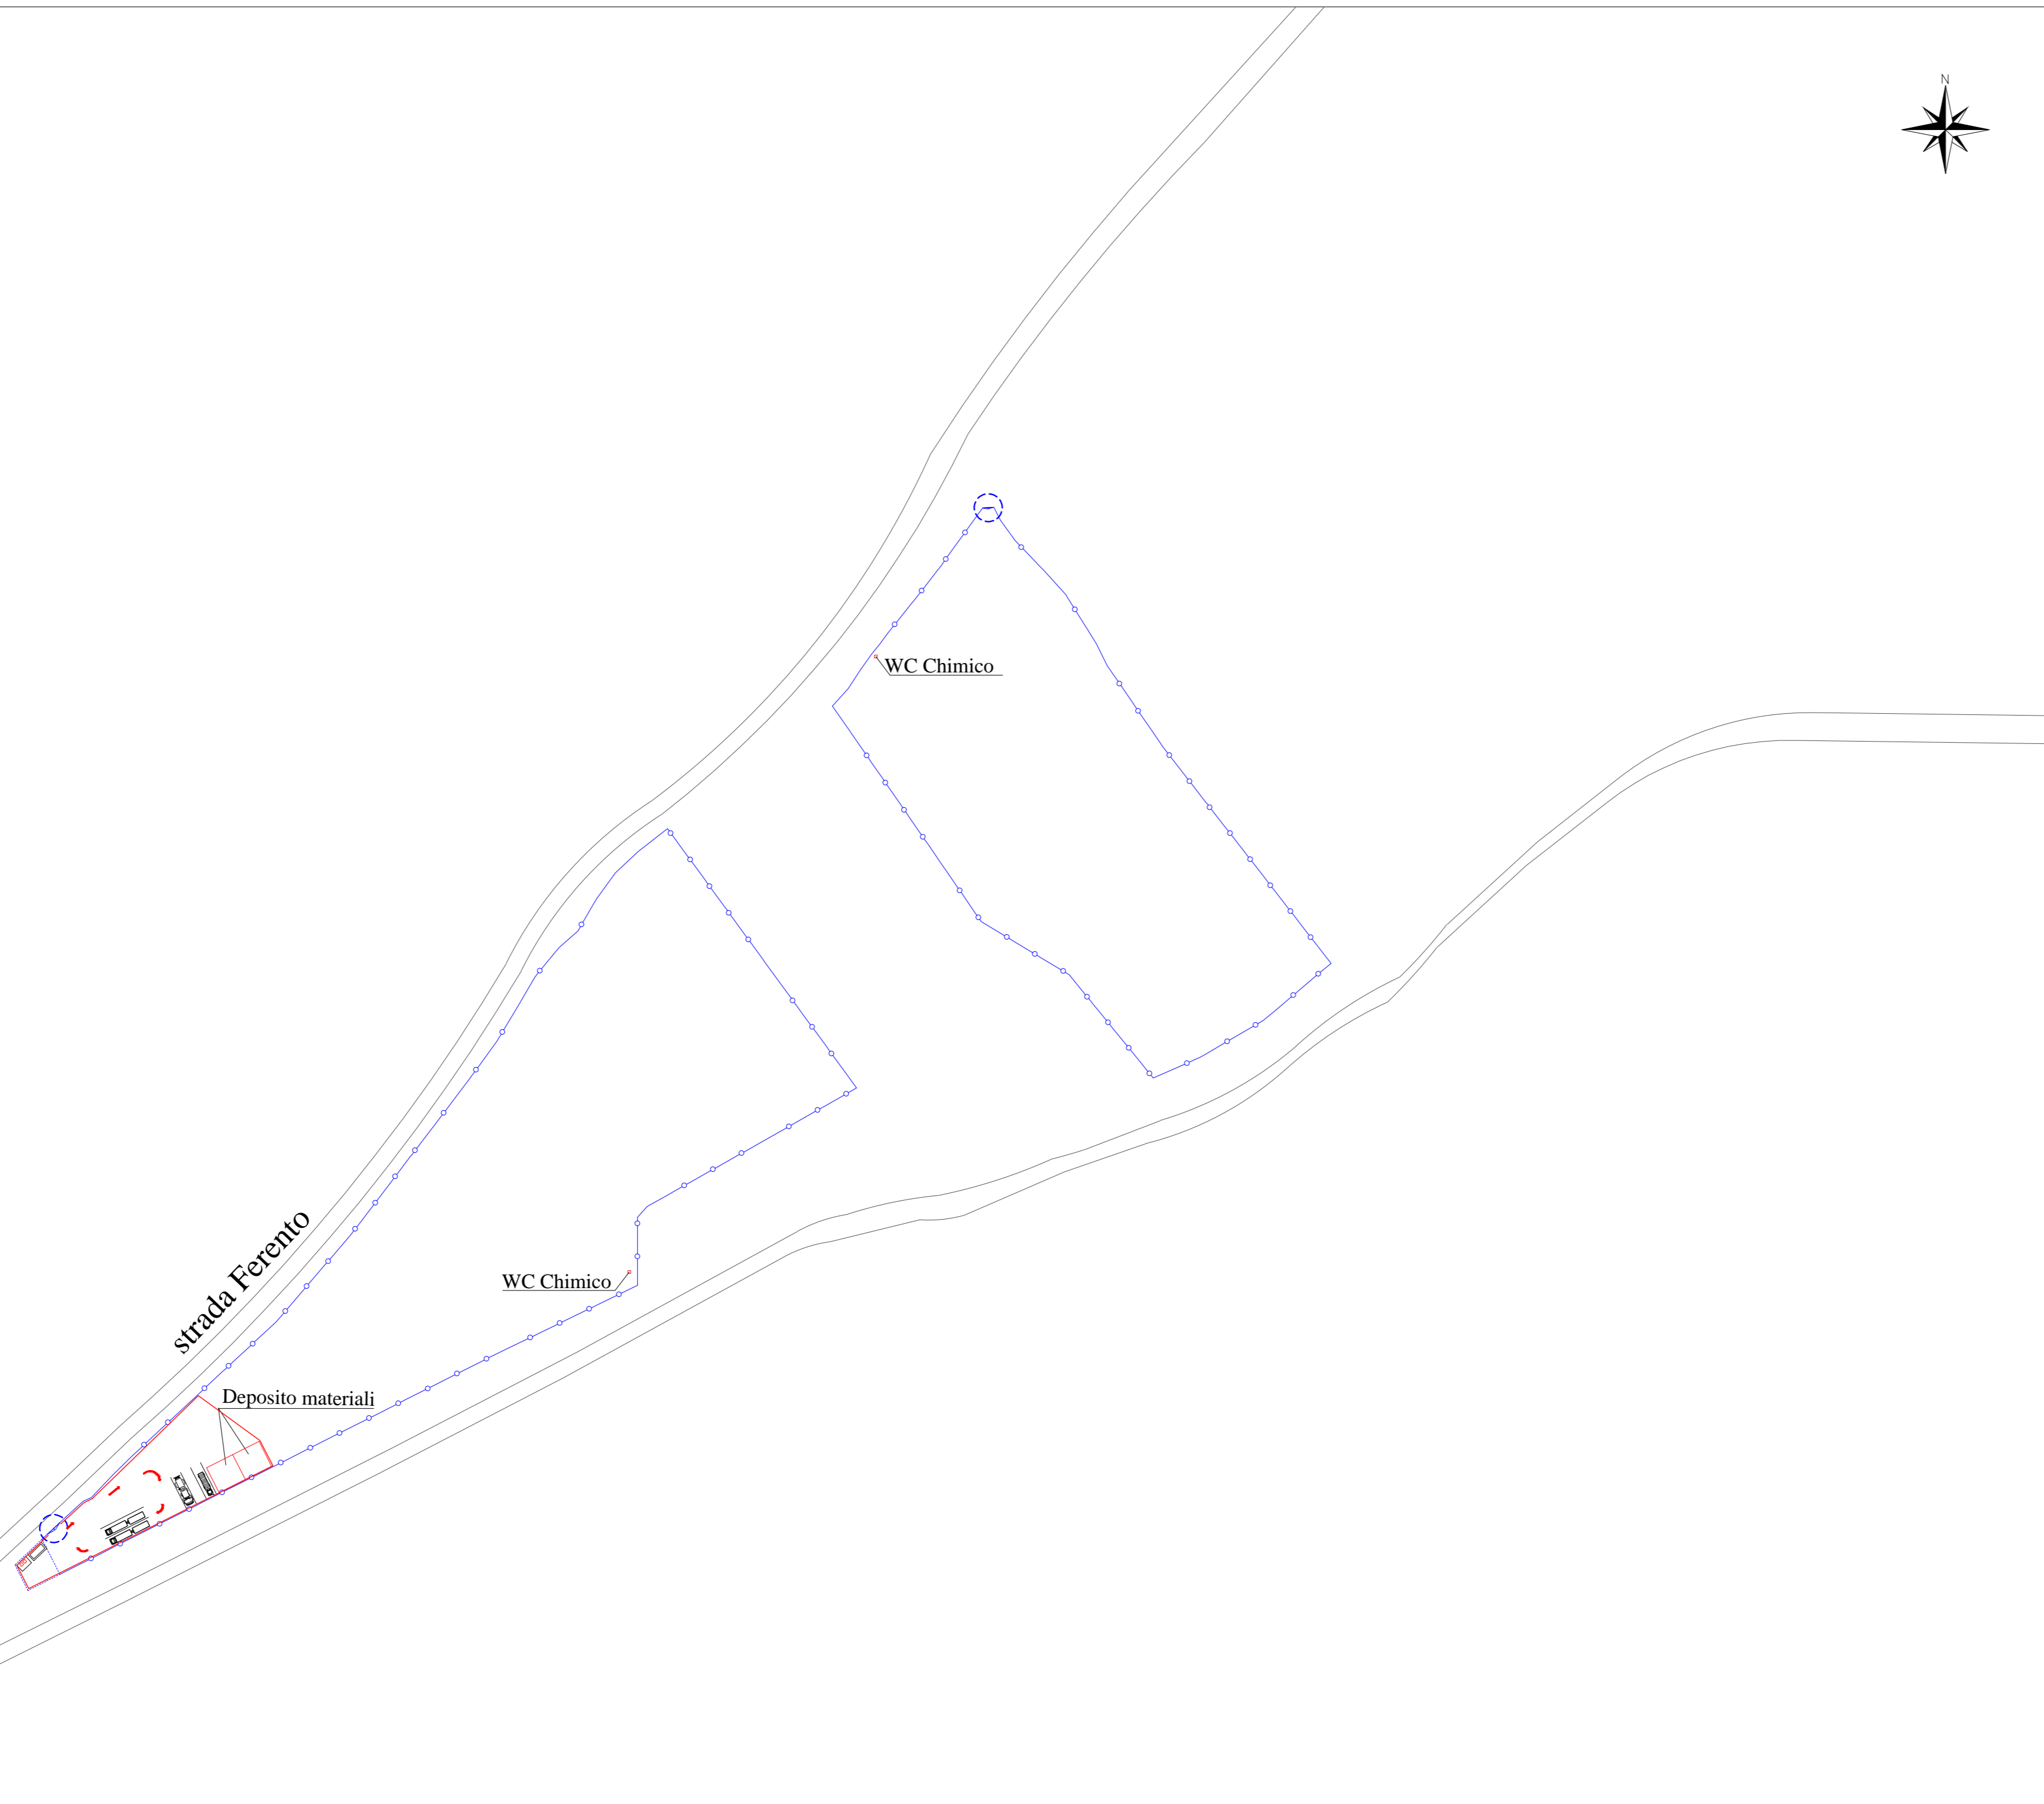 N
WC Chimico
strada Ferento
WC Chimico
Deposito materiali